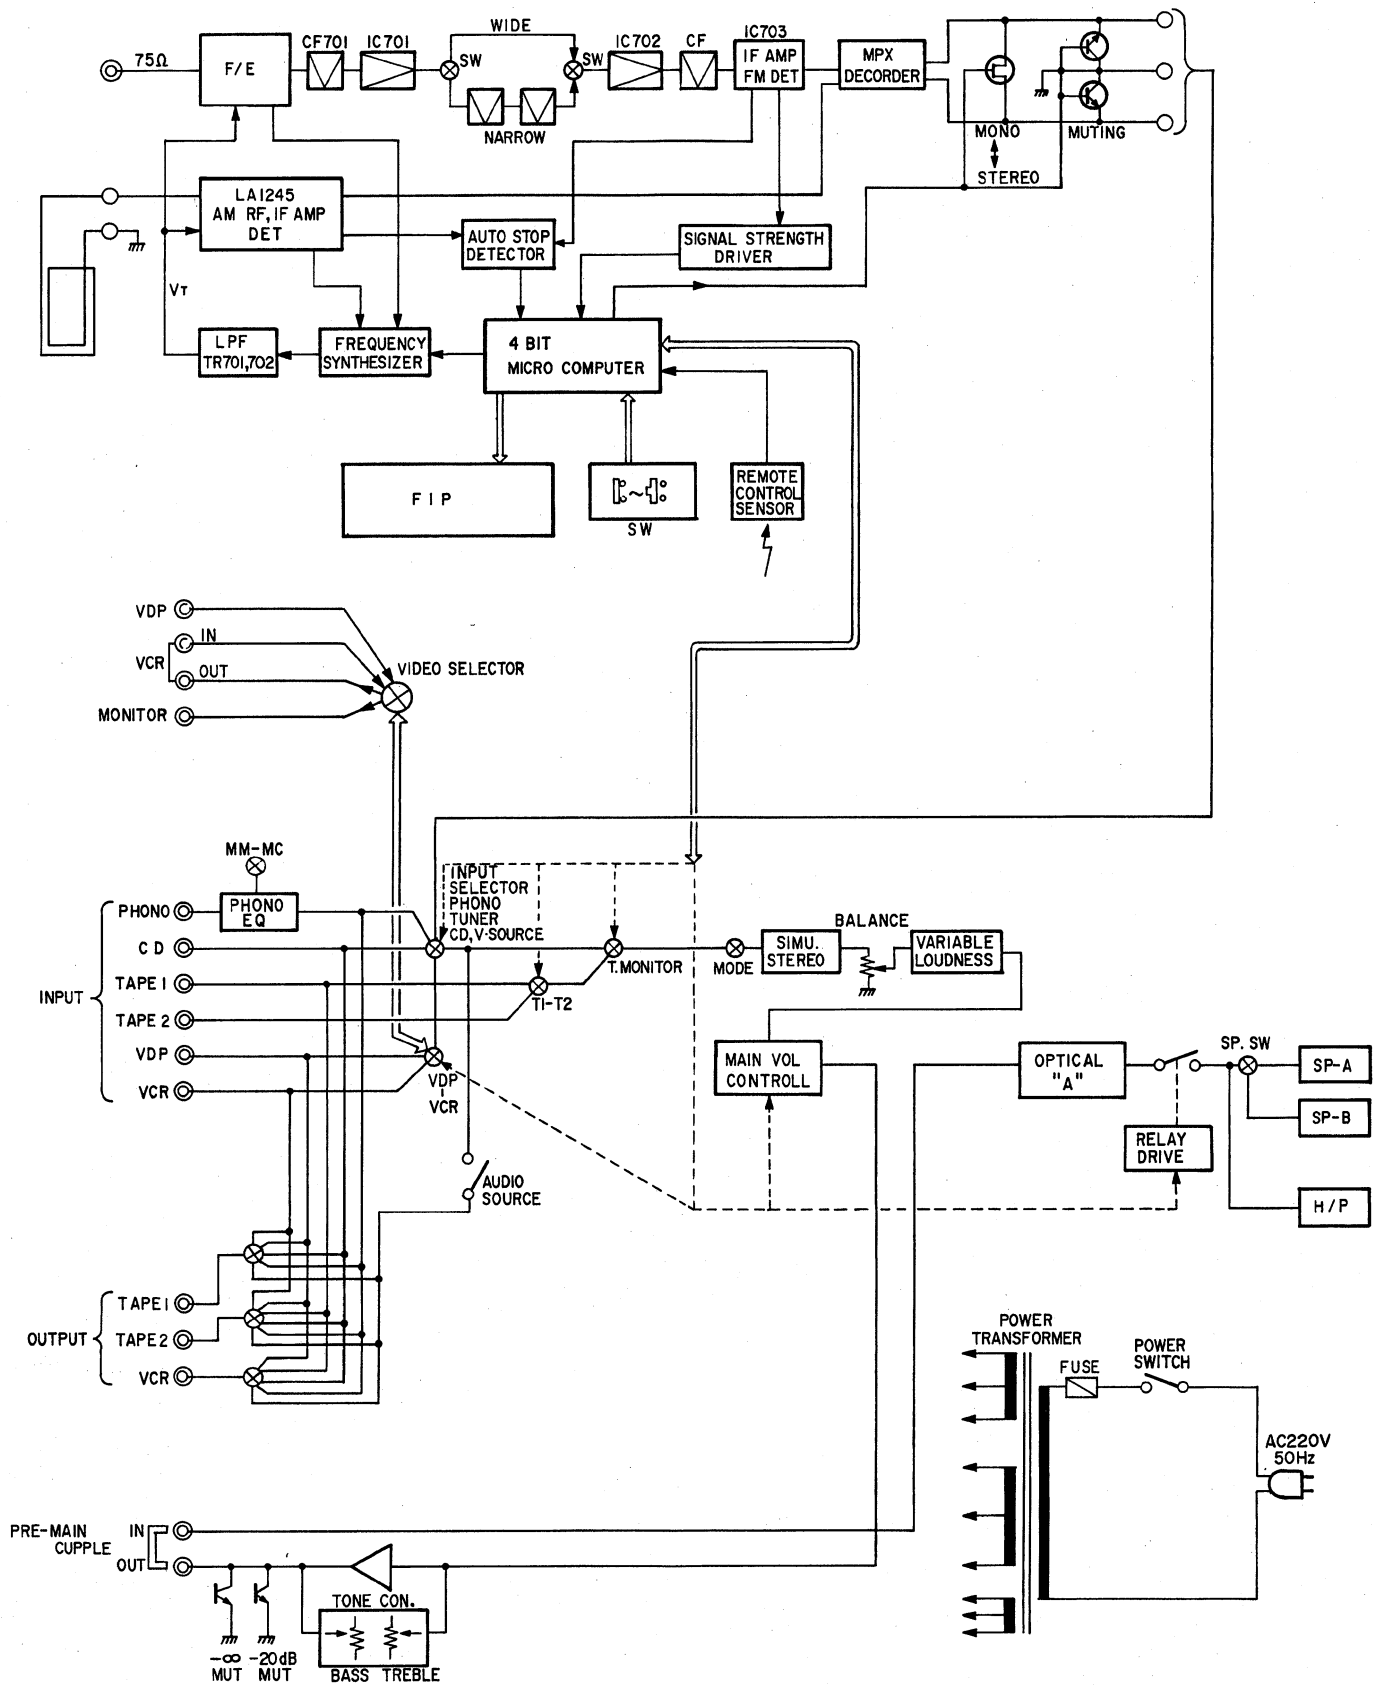 WIDE
75Ω
F/E
CF701
IC701
SW
SW
NARROW
IC702
CF
IC703
IF AMP
FM DET
MPX
DECORDER
MONO
STEREO
MUTING
LA1245
AM RF, IF AMP
DET
AUTO STOP
DETECTOR
SIGNAL STRENGTH
DRIVER
VT
LPF
TR701,702
FREQUENCY
SYNTHESIZER
4 BIT
MICRO COMPUTER
FIP
~
SW
REMOTE
CONTROL
SENSOR
VDP
IN
VCR
OUT
MONITOR
VIDEO SELECTOR
MM-MC
PHONO
EQ
INPUT
SELECTOR
PHONO
TUNER
CD, V-SOURCE
INPUT
PHONO
CD
TAPE 1
TAPE 2
VDP
VCR
T1-T2
T. MONITOR
MODE
SIMU.
STEREO
BALANCE
VARIABLE
LOUDNESS
VDP
VCR
MAIN VOL
CONTROLL
OPTICAL
"A"
SP. SW
SP-A
SP-B
RELAY
DRIVE
H/P
AUDIO
SOURCE
OUTPUT
TAPE1
TAPE2
VCR
POWER
TRANSFORMER
FUSE
POWER
SWITCH
AC220V
50Hz
PRE-MAIN
CUPPLE
IN
OUT
-∞
MUT
-20dB
MUT
TONE CON.
BASS TREBLE